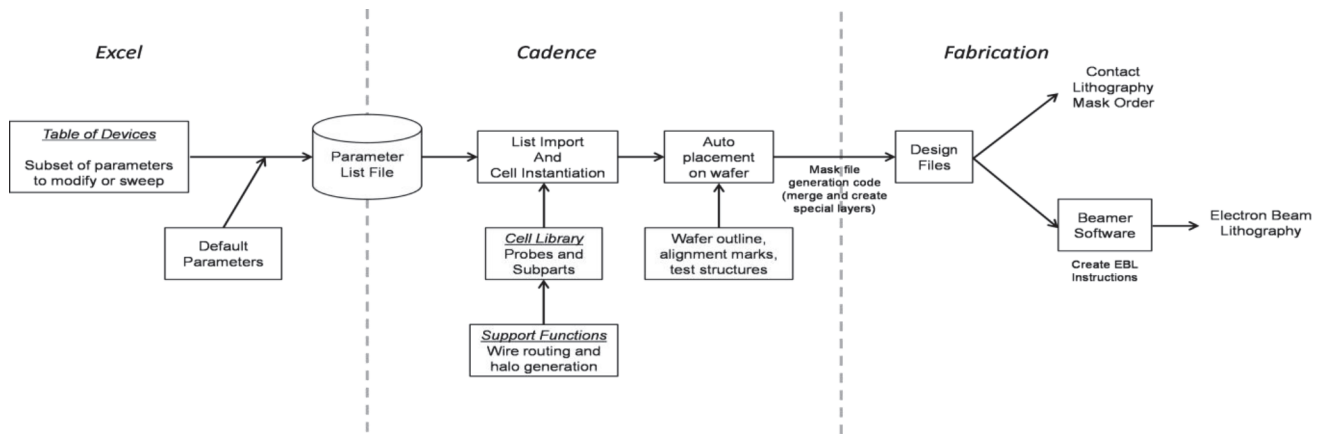 Excel
Cadence
Fabrication
Table of Devices
Subset of parameters
to modify or sweep
Default
Parameters
Parameter
List File
List Import
And
Cell Instantiation
Cell Library
Probes and
Subparts
Support Functions
Wire routing and
halo generation
Auto
placement
on wafer
Wafer outline,
alignment marks,
test structures
Mask file
generation code
(merge and create
special layers)
Design
Files
Contact
Lithography
Mask Order
Beamer
Software
Create EBL
Instructions
Electron Beam
Lithography